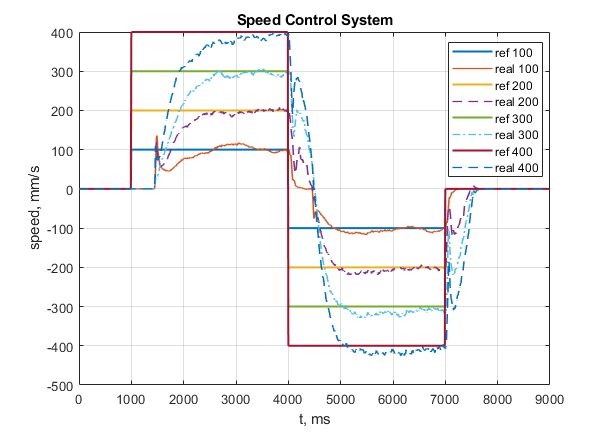 Speed Control System
400
300
200
100
0
-100
-200
-300
-400
-500
speed, mm/s
ref 100
real 100
ref 200
real 200
ref 300
real 300
ref 400
real 400
0
1000
2000
3000
4000
5000
6000
7000
8000
9000
t, ms